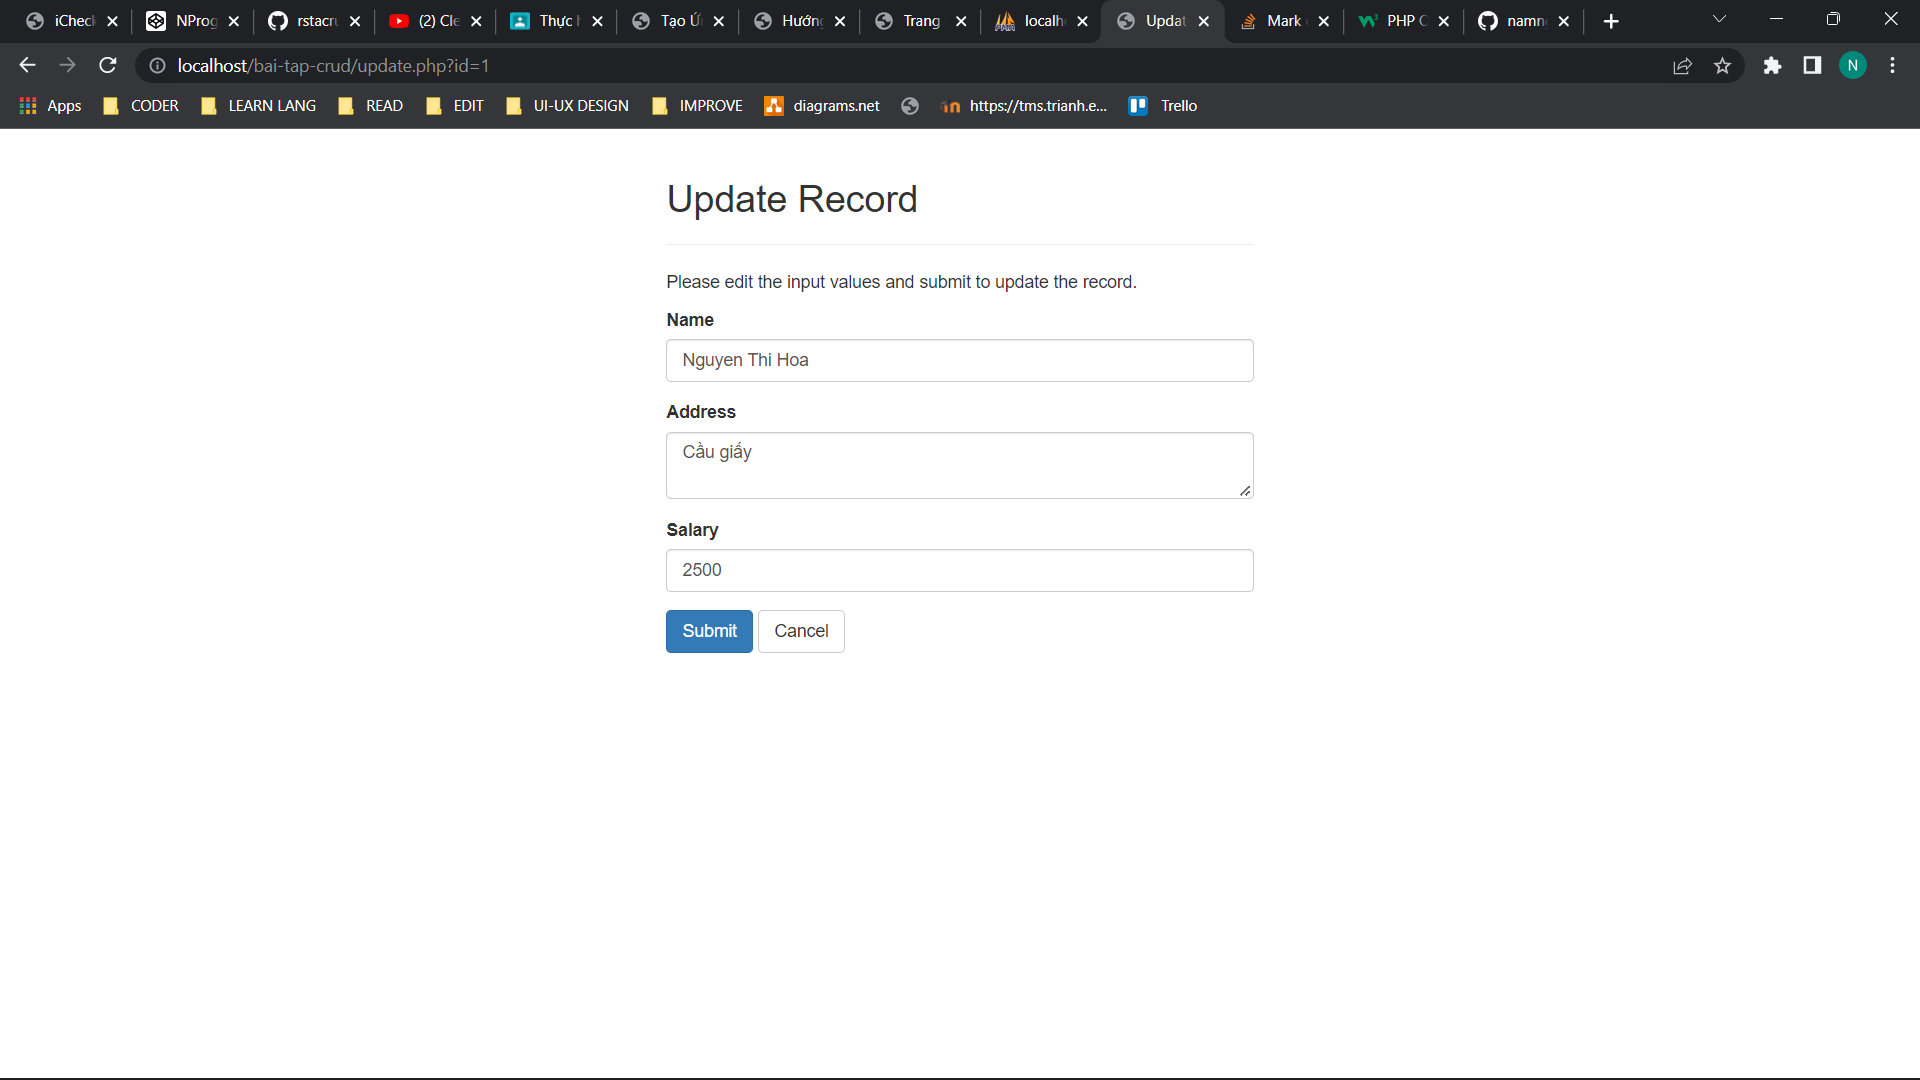 iCheck NProg rstacru (2) Cle Thực h Tạo Ứ Hướng Trang localh Updat Mark PHP C namn
localhost/bai-tap-crud/update.php?id=1 N
Apps CODER LEARN LANG READ EDIT UI-UX DESIGN IMPROVE diagrams.net https://tms.trianh.e... Trello
Update Record
Please edit the input values and submit to update the record.
Name
Nguyen Thi Hoa
Address
Cầu giấy
Salary
2500
Submit Cancel